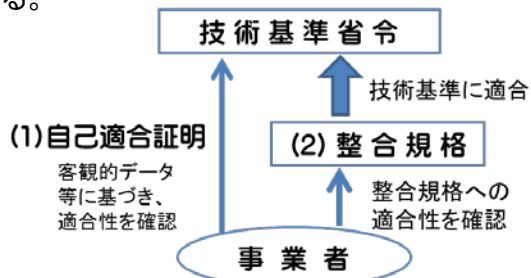 る。
技術基準省令
技術基準に適合
(1)自己適合証明
(2)整合規格
客観的データ
等に基づき、
適合性を確認
整合規格への
適合性を確認
事業者